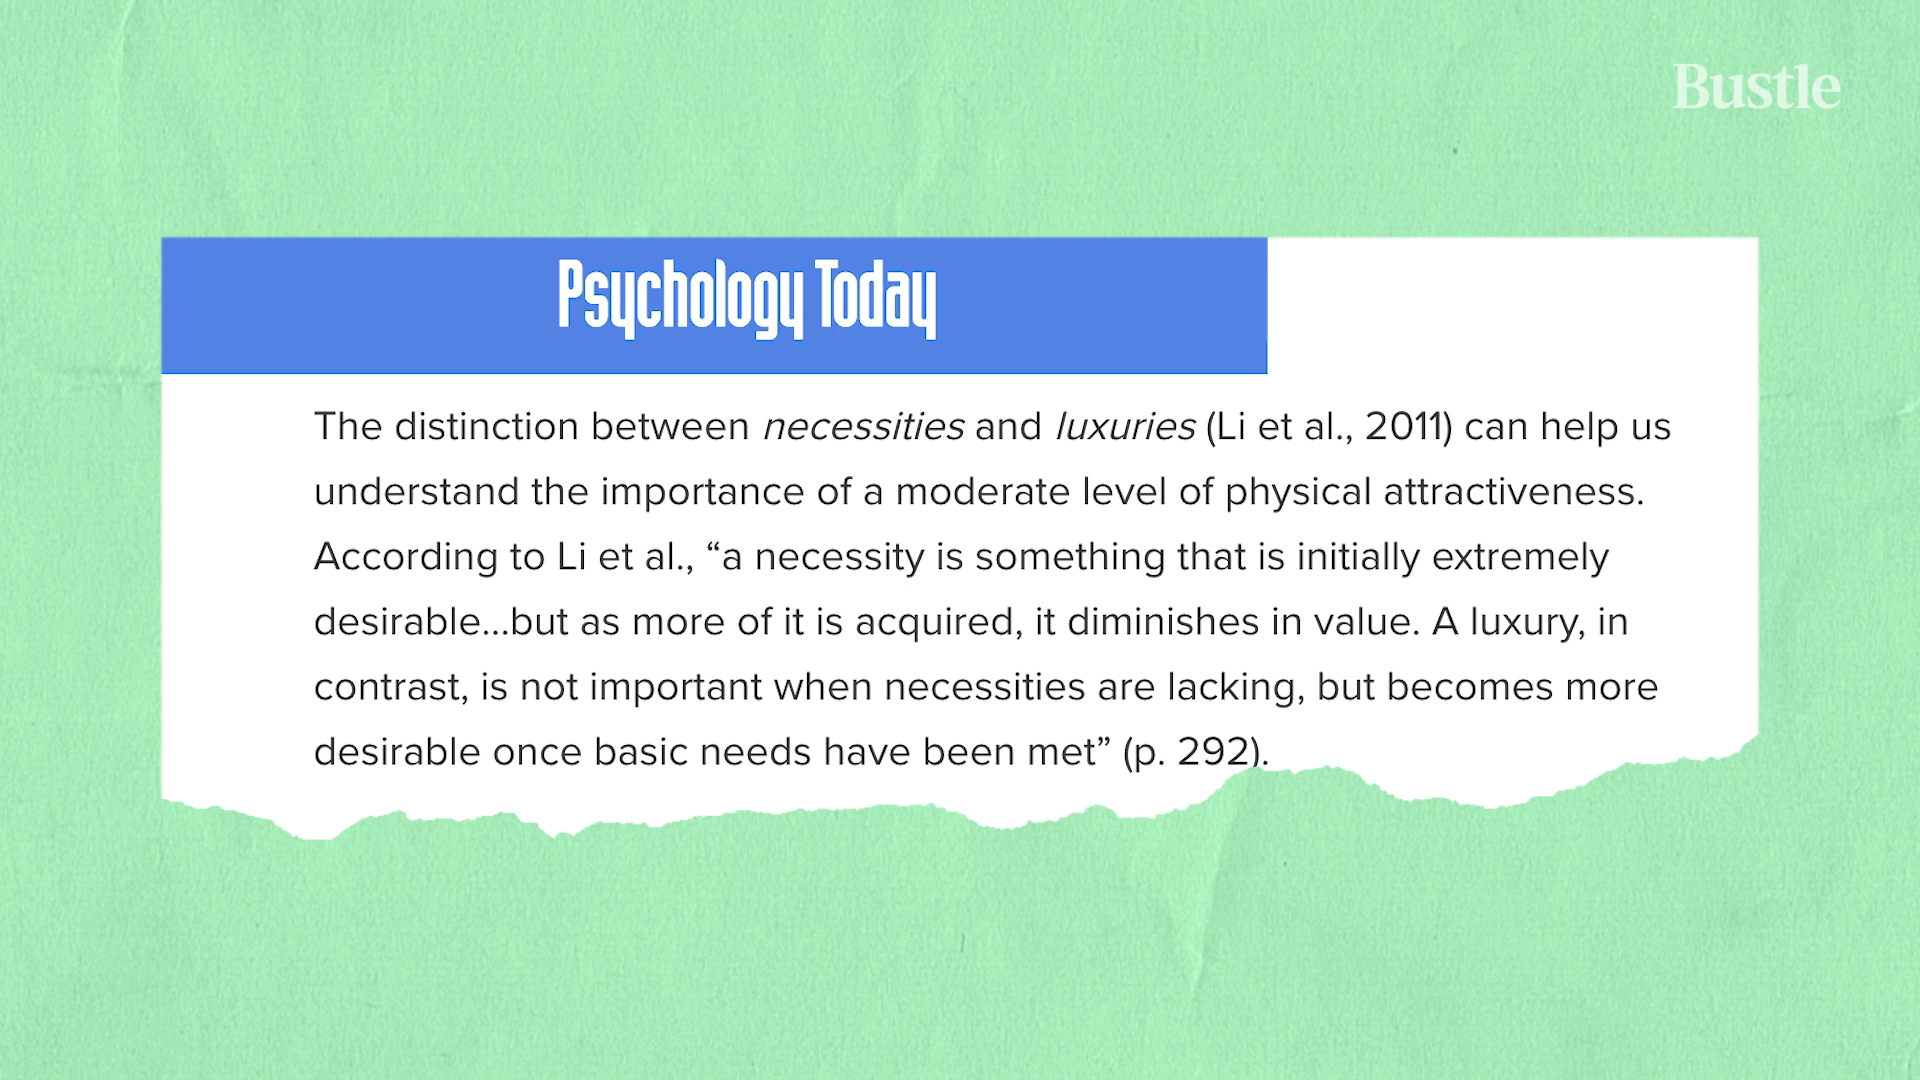 Bustle
Psychology Today
The distinction between necessities and luxuries (Li et al., 2011) can help us
understand the importance of a moderate level of physical attractiveness.
According to Li et al., “a necessity is something that is initially extremely
desirable...but as more of it is acquired, it diminishes in value. A luxury, in
contrast, is not important when necessities are lacking, but becomes more
desirable once basic needs have been met” (p. 292).